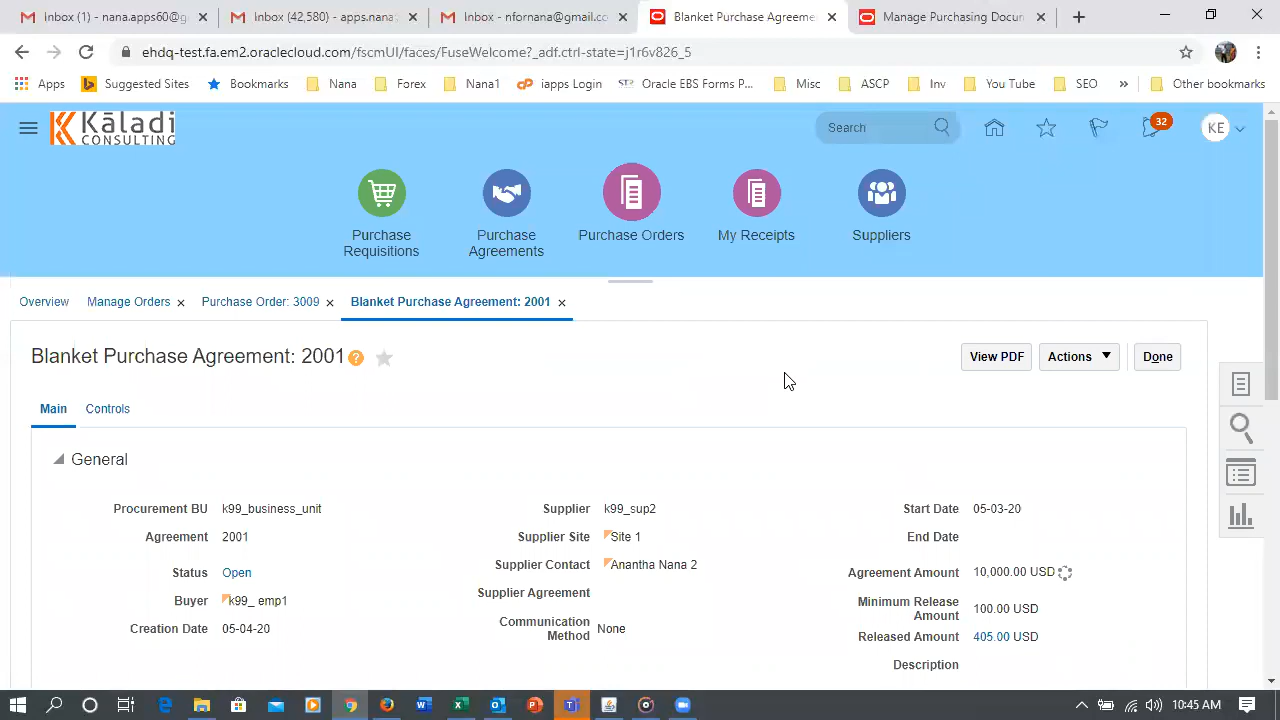 Inbox (1) - nana.apps90@g
Inbox (42,580) - apps.nana
Inbox - nfornana@gmail.co
Blanket Purchase Agreeme
Manage Purchasing Docum
ehdq-test.fa.em2.oraclecloud.com/fscmUI/faces/FuseWelcome?_adf.ctrl-state=j1r6v826_5
Apps Suggested Sites Bookmarks Nana Forex Nana1 iapps Login Oracle EBS Forms P... Misc ASCP Inv You Tube SEO » Other bookmarks
Kāladi
CONSULTING
Search
32
KE
Purchase Requisitions
Purchase Agreements
Purchase Orders
My Receipts
Suppliers
Overview Manage Orders Purchase Order: 3009 Blanket Purchase Agreement: 2001
Blanket Purchase Agreement: 2001
View PDF Actions Done
Main Controls
General
Procurement BU k99_business_unit
Agreement 2001
Status Open
Buyer k99_ emp1
Creation Date 05-04-20
Supplier k99_sup2
Supplier Site Site 1
Supplier Contact Anantha Nana 2
Supplier Agreement
Communication Method None
Start Date 05-03-20
End Date
Agreement Amount 10,000.00 USD
Minimum Release Amount 100.00 USD
Released Amount 405.00 USD
Description
10:45 AM